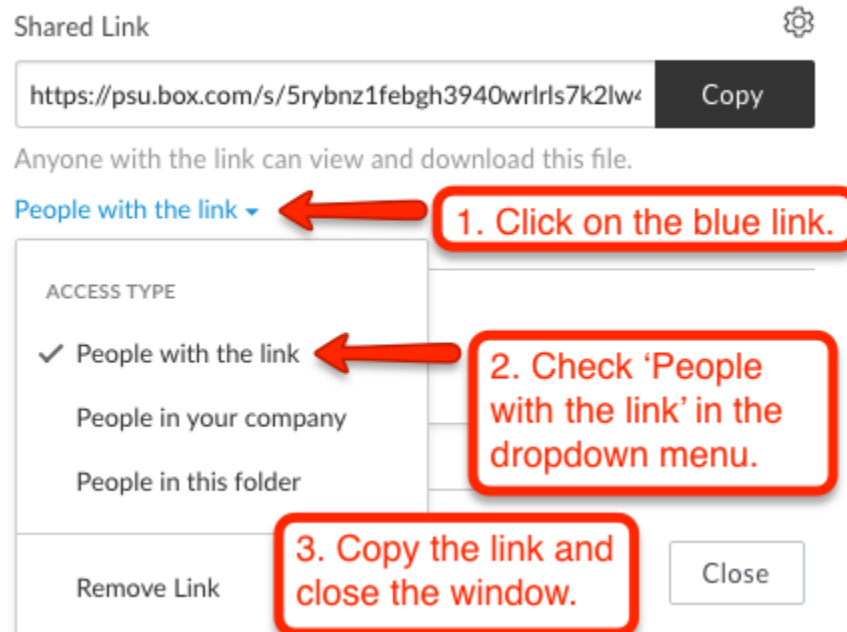 Shared Link
https://psu.box.com/s/5rybnz1febgh3940wrlrls7k2lw4
Copy
Anyone with the link can view and download this file.
People with the link
1. Click on the blue link.
ACCESS TYPE
People with the link
2. Check ‘People
with the link’ in the
dropdown menu.
People in your company
People in this folder
3. Copy the link and
close the window.
Remove Link
Close